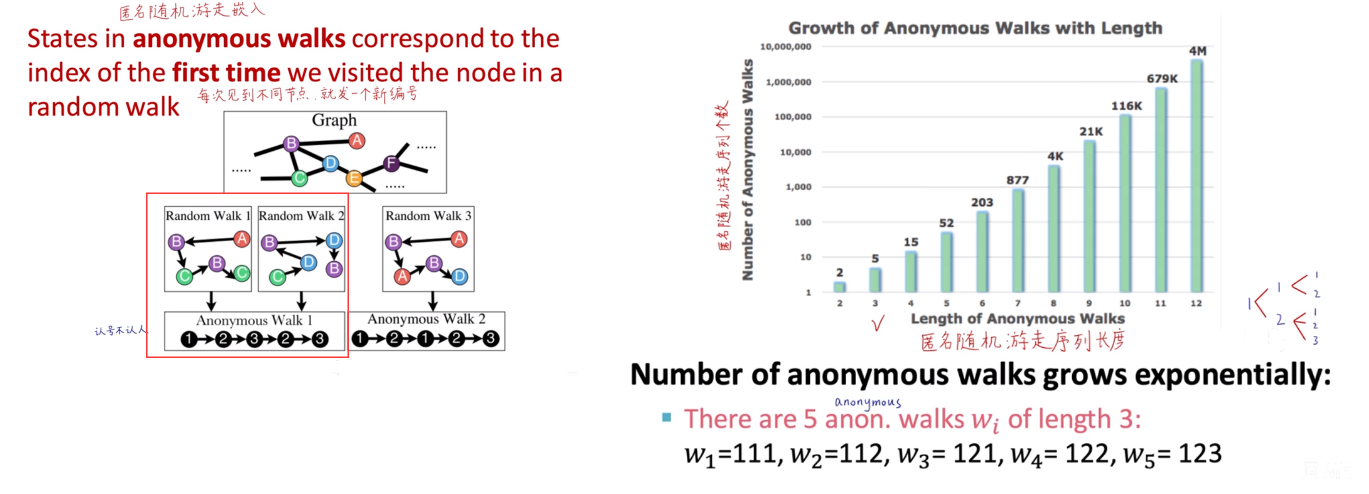 匿名随机游走嵌入
States in anonymous walks correspond to the
index of the first time we visited the node in a
random walk
每次见到不同节点.就发一个新编号
Graph
B
A
.....
D
F
.....
C
E
.....
Random Walk 1
Random Walk 2
Random Walk 3
B
A
B
D
B
A
C
B
C
C
D
B
A
B
D
认号不认人
Anonymous Walk 1
Anonymous Walk 2
1 2 3 2 3
1 2 1 2 3
Growth of Anonymous Walks with Length
匿名随机游走序列个数
Number of Anonymous Walks
10,000,000
1,000,000
100,000
10,000
1,000
100
10
1
2
5
15
52
203
877
4K
21K
116K
679K
4M
2 3 4 5 6 7 8 9 10 11 12
√
Length of Anonymous Walks
匿名随机游走序列长度
1
1
2
1
2
1
2
3
Number of anonymous walks grows exponentially:
anonymous
▪ There are 5 anon. walks wᵢ of length 3:
w₁=111, w₂=112, w₃= 121, w₄= 122, w₅= 123